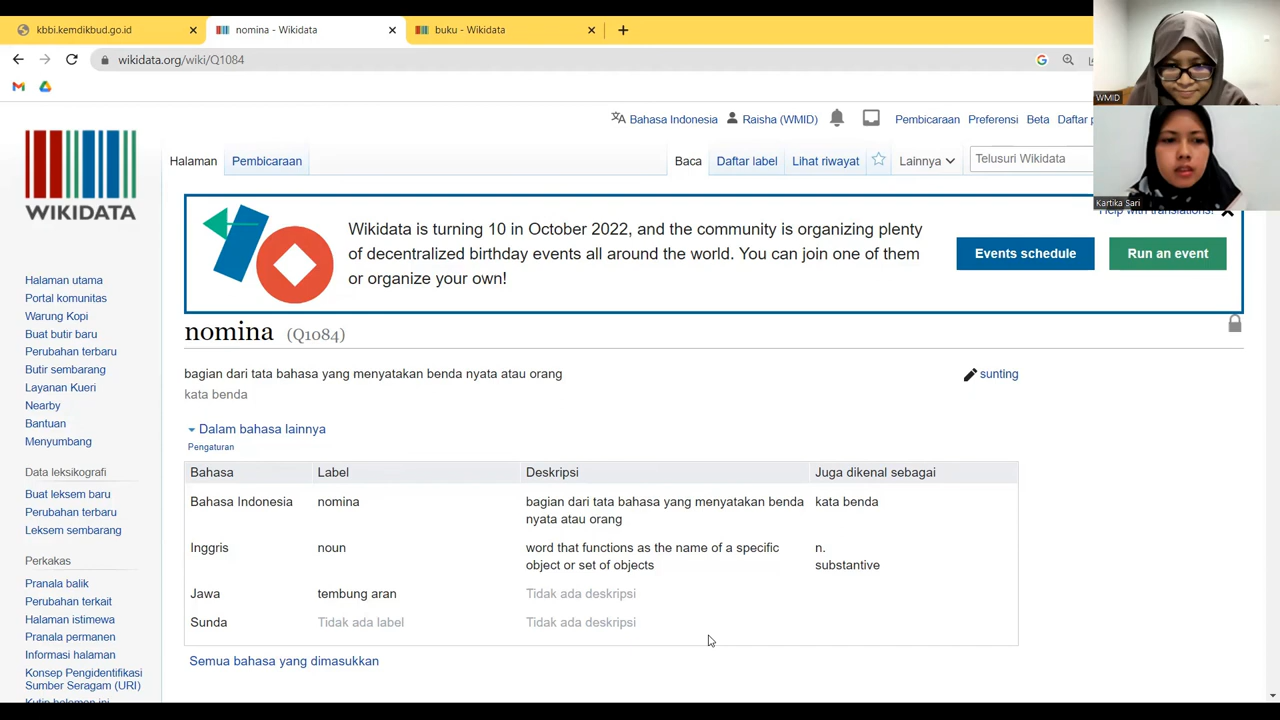 kbbi.kemdikbud.go.id
nomina - Wikidata
buku - Wikidata
wikidata.org/wiki/Q1084
WMID
Kartika Sari
Bahasa Indonesia
Raisha (WMID)
Pembicaraan
Preferensi
Beta
Daftar
WIKIDATA
Halaman
Pembicaraan
Baca
Daftar label
Lihat riwayat
Lainnya
Telusuri Wikidata
Help with translations!
Wikidata is turning 10 in October 2022, and the community is organizing plenty
of decentralized birthday events all around the world. You can join one of them
or organize your own!
Events schedule
Run an event
Halaman utama
Portal komunitas
Warung Kopi
Buat butir baru
Perubahan terbaru
Butir sembarang
Layanan Kueri
Nearby
Bantuan
Menyumbang
Data leksikografi
Buat leksem baru
Perubahan terbaru
Leksem sembarang
Perkakas
Pranala balik
Perubahan terkait
Halaman istimewa
Pranala permanen
Informasi halaman
Konsep Pengidentifikasi
Sumber Seragam (URI)
Kutip halaman ini
nomina (Q1084)
bagian dari tata bahasa yang menyatakan benda nyata atau orang
sunting
kata benda
Dalam bahasa lainnya
Pengaturan
Bahasa Label Deskripsi Juga dikenal sebagai
Bahasa Indonesia nomina bagian dari tata bahasa yang menyatakan benda kata benda
nyata atau orang
Inggris noun word that functions as the name of a specific n.
object or set of objects substantive
Jawa tembung aran Tidak ada deskripsi
Sunda Tidak ada label Tidak ada deskripsi
Semua bahasa yang dimasukkan